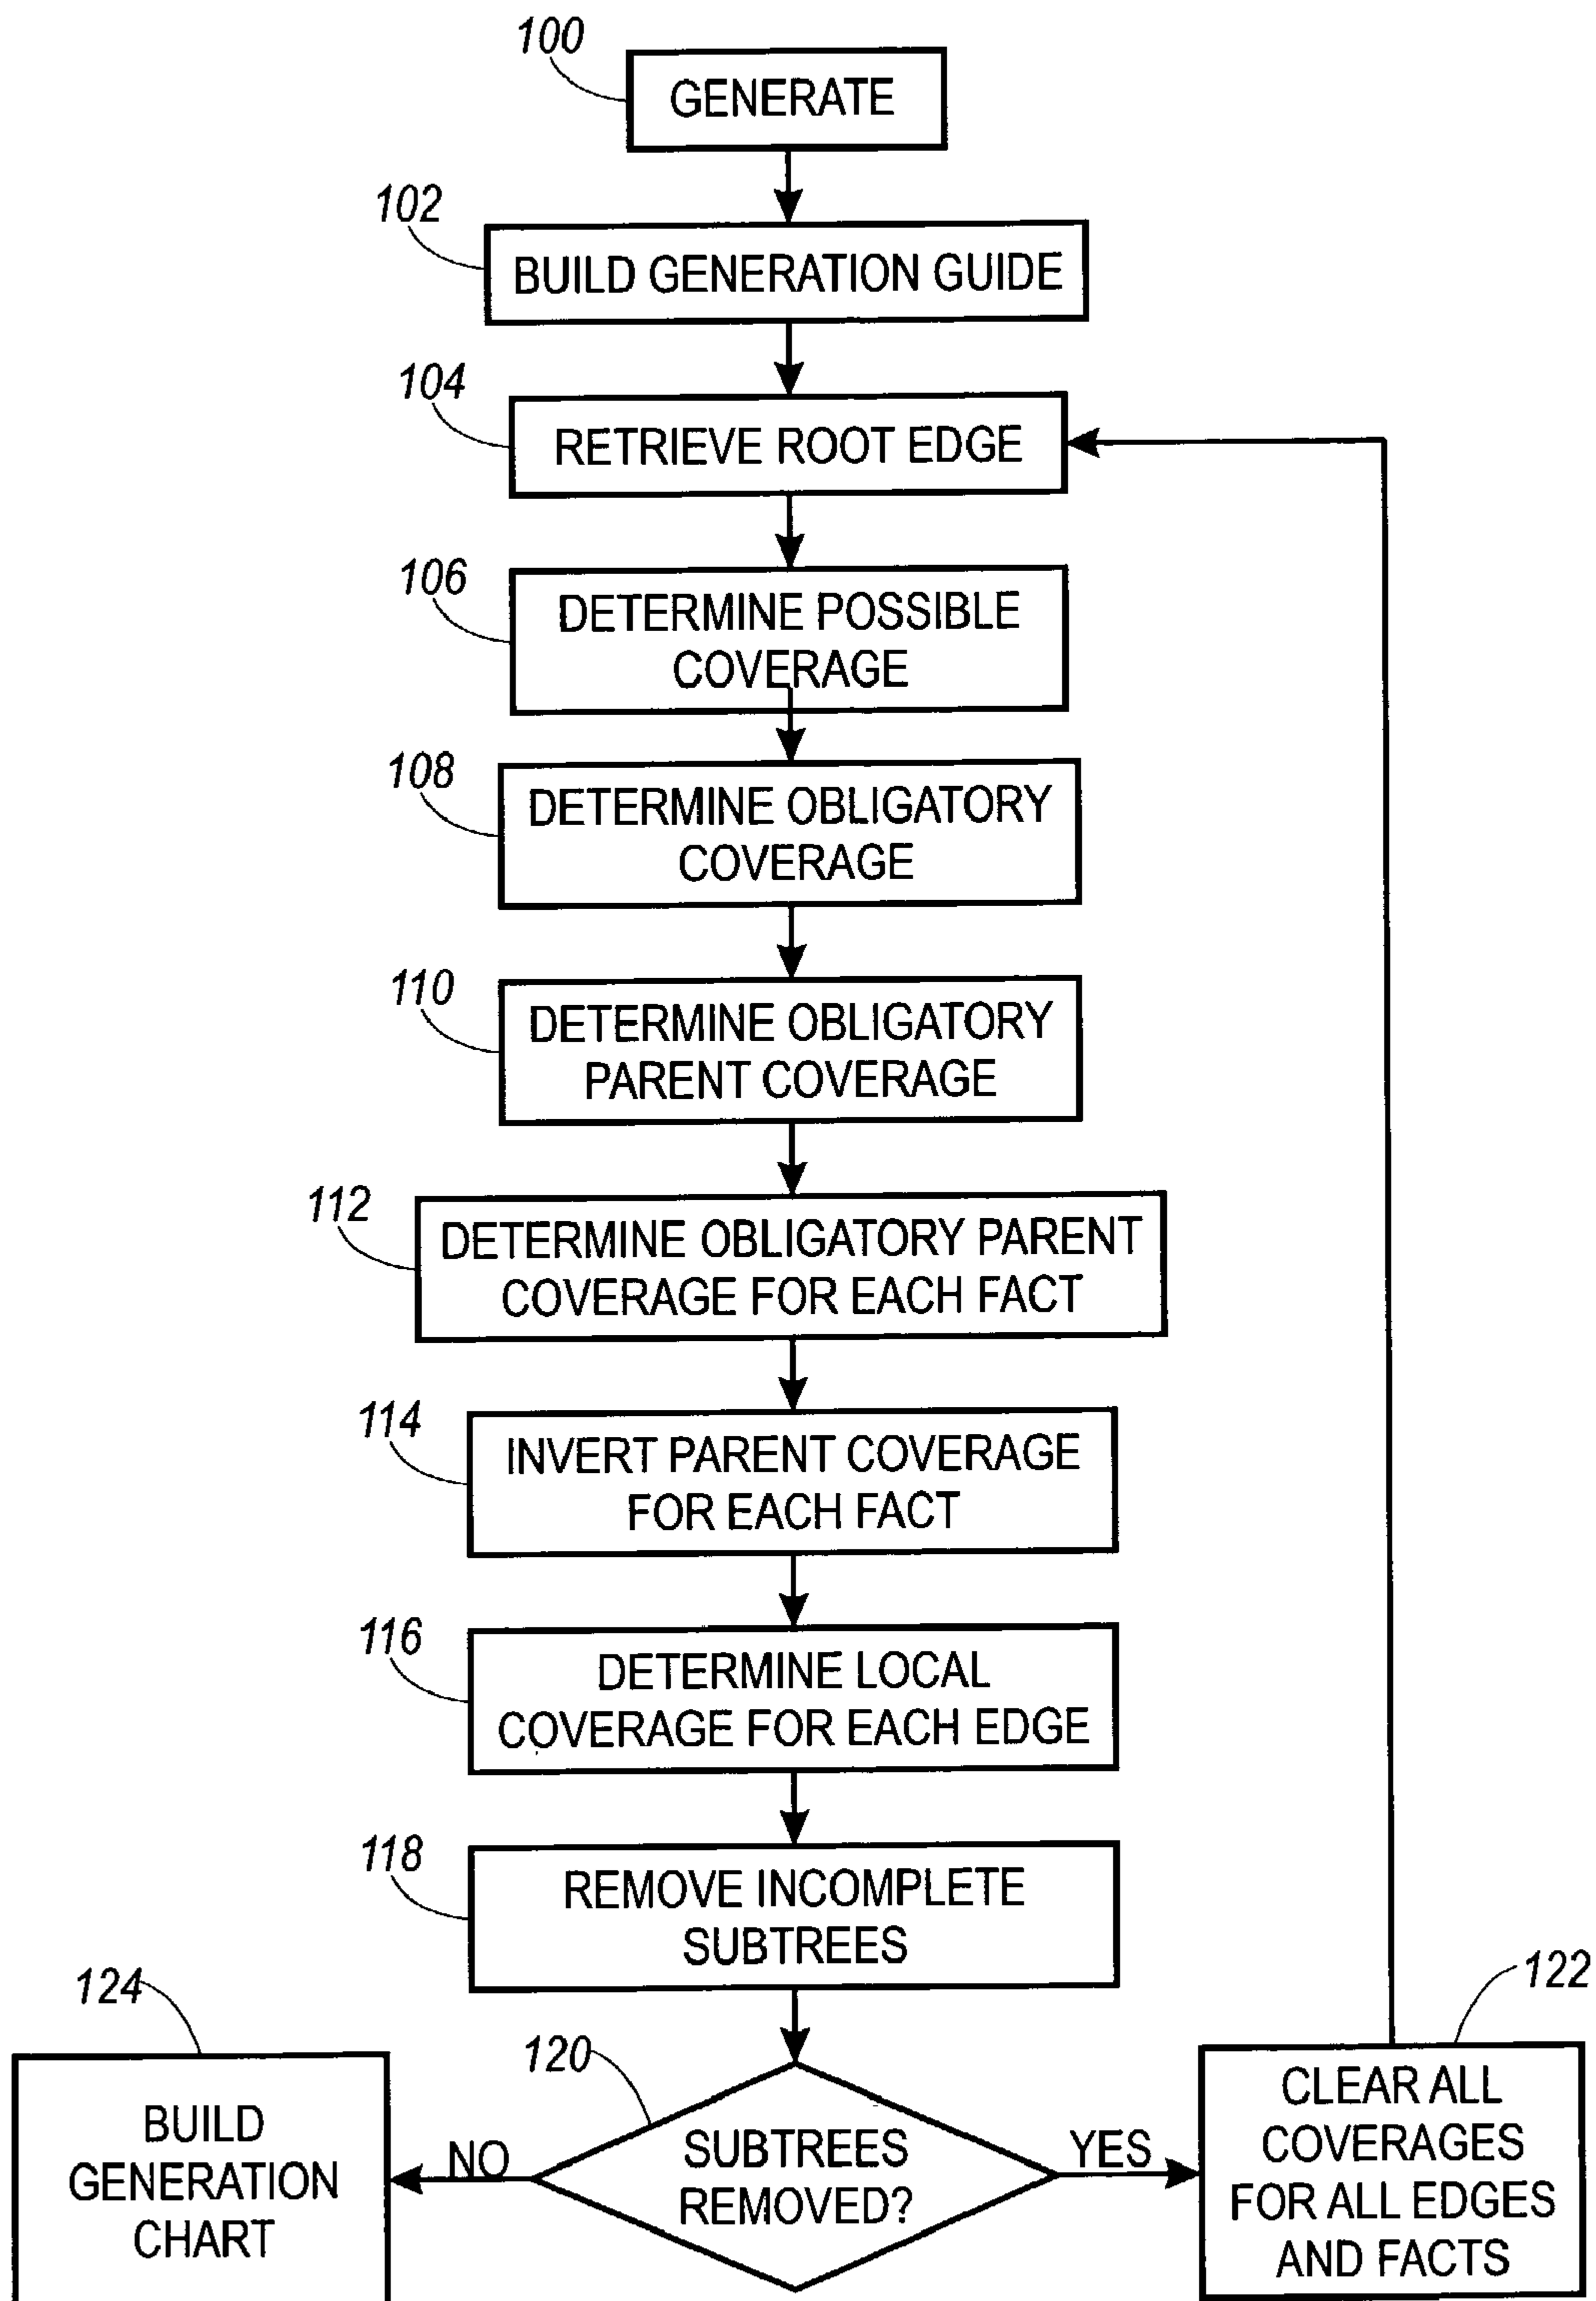 100
GENERATE
102
BUILD GENERATION GUIDE
104
RETRIEVE ROOT EDGE
106
DETERMINE POSSIBLE
COVERAGE
108
DETERMINE OBLIGATORY
COVERAGE
110
DETERMINE OBLIGATORY
PARENT COVERAGE
112
DETERMINE OBLIGATORY PARENT
COVERAGE FOR EACH FACT
114
INVERT PARENT COVERAGE
FOR EACH FACT
116
DETERMINE LOCAL
COVERAGE FOR EACH EDGE
118
REMOVE INCOMPLETE
SUBTREES
120
SUBTREES
REMOVED?
NO
YES
124
BUILD
GENERATION
CHART
122
CLEAR ALL
COVERAGES
FOR ALL EDGES
AND FACTS